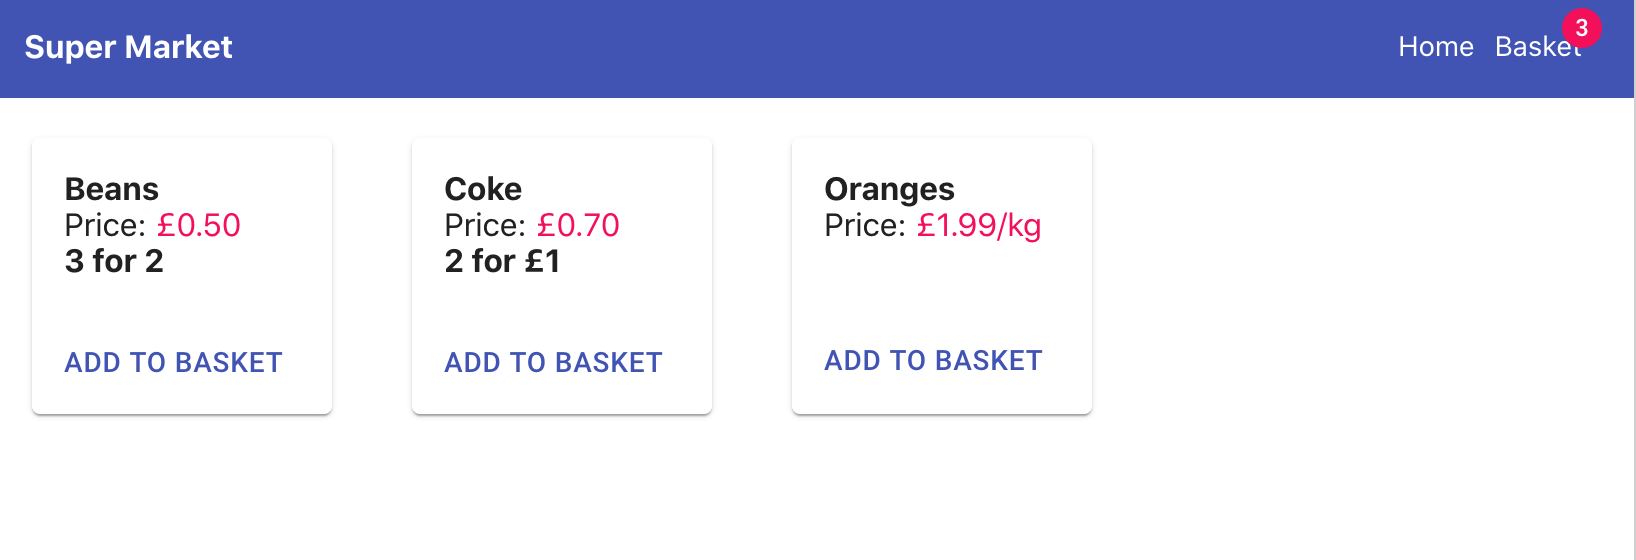 Super Market
Home Basket 3
Beans
Price: £0.50
3 for 2
ADD TO BASKET
Coke
Price: £0.70
2 for £1
ADD TO BASKET
Oranges
Price: £1.99/kg
ADD TO BASKET